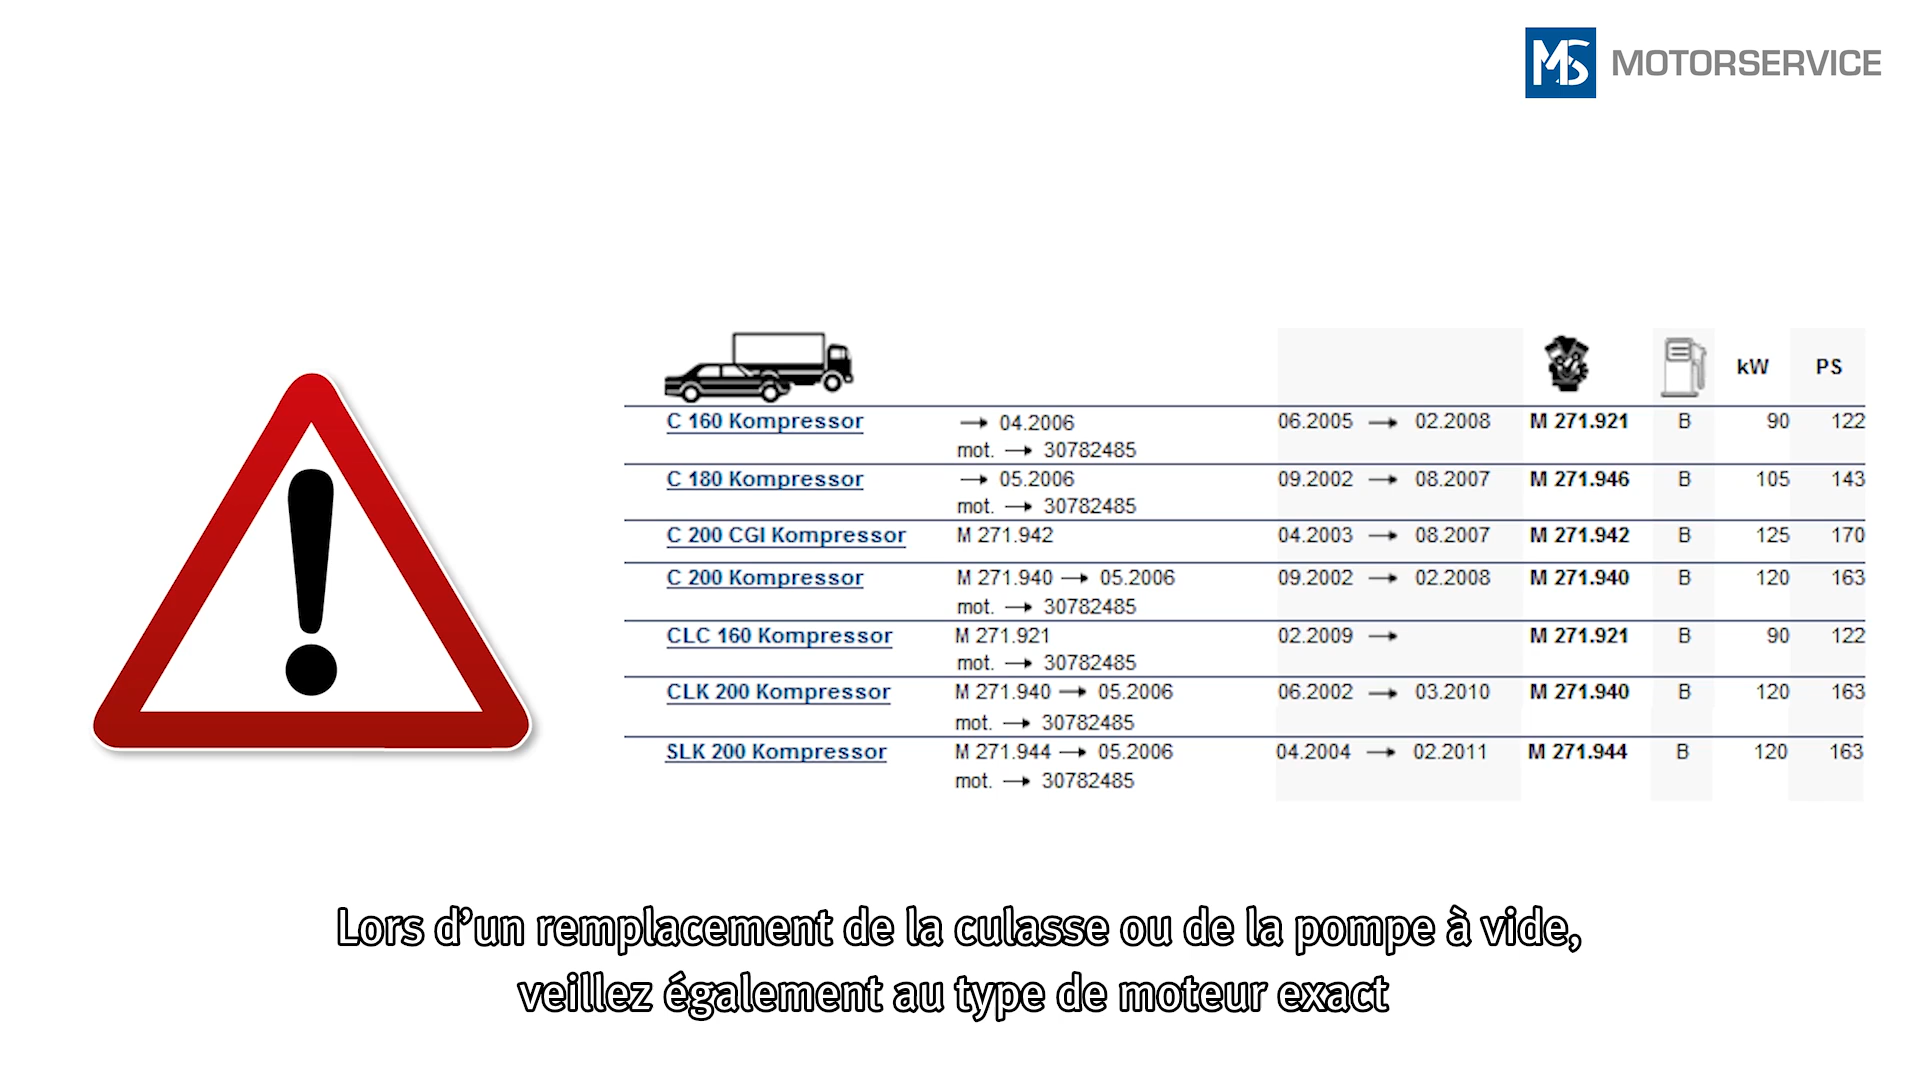 MS MOTORSERVICE
kW PS
C 160 Kompressor → 04.2006 06.2005 → 02.2008 M 271.921 B 90 122
mot. → 30782485
C 180 Kompressor → 05.2006 09.2002 → 08.2007 M 271.946 B 105 143
mot. → 30782485
C 200 CGI Kompressor M 271.942 04.2003 → 08.2007 M 271.942 B 125 170
C 200 Kompressor M 271.940 → 05.2006 09.2002 → 02.2008 M 271.940 B 120 163
mot. → 30782485
CLC 160 Kompressor M 271.921 02.2009 → M 271.921 B 90 122
mot. → 30782485
CLK 200 Kompressor M 271.940 → 05.2006 06.2002 → 03.2010 M 271.940 B 120 163
mot. → 30782485
SLK 200 Kompressor M 271.944 → 05.2006 04.2004 → 02.2011 M 271.944 B 120 163
mot. → 30782485
Lors d’un remplacement de la culasse ou de la pompe à vide,
veillez également au type de moteur exact